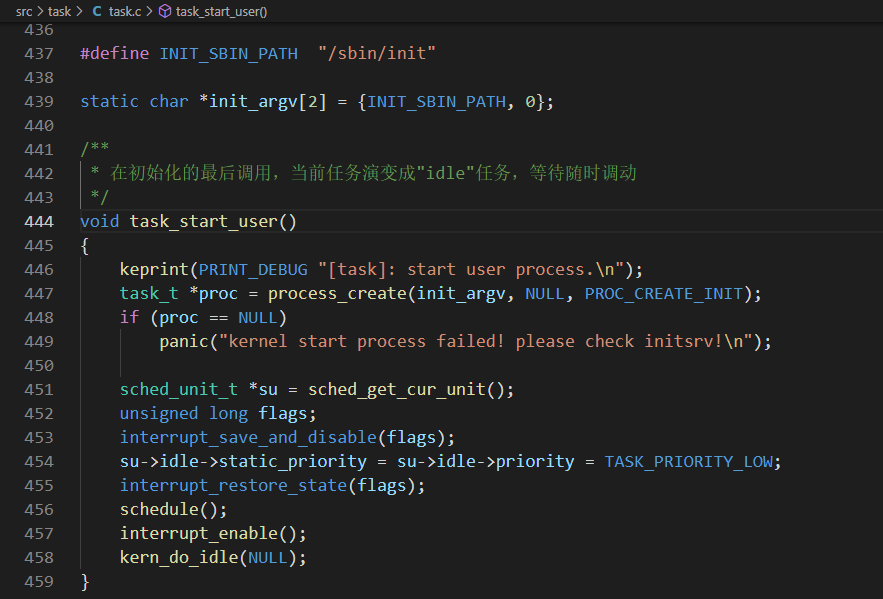 src > task > C task.c > task_start_user()
436
437 #define INIT_SBIN_PATH  "/sbin/init"
438
439 static char *init_argv[2] = {INIT_SBIN_PATH, 0};
440
441 /**
442  * 在初始化的最后调用，当前任务演变成"idle"任务，等待随时调动
443  */
444 void task_start_user()
445 {
446     keprint(PRINT_DEBUG "[task]: start user process.\n");
447     task_t *proc = process_create(init_argv, NULL, PROC_CREATE_INIT);
448     if (proc == NULL)
449         panic("kernel start process failed! please check initsrv!\n");
450
451     sched_unit_t *su = sched_get_cur_unit();
452     unsigned long flags;
453     interrupt_save_and_disable(flags);
454     su->idle->static_priority = su->idle->priority = TASK_PRIORITY_LOW;
455     interrupt_restore_state(flags);
456     schedule();
457     interrupt_enable();
458     kern_do_idle(NULL);
459 }